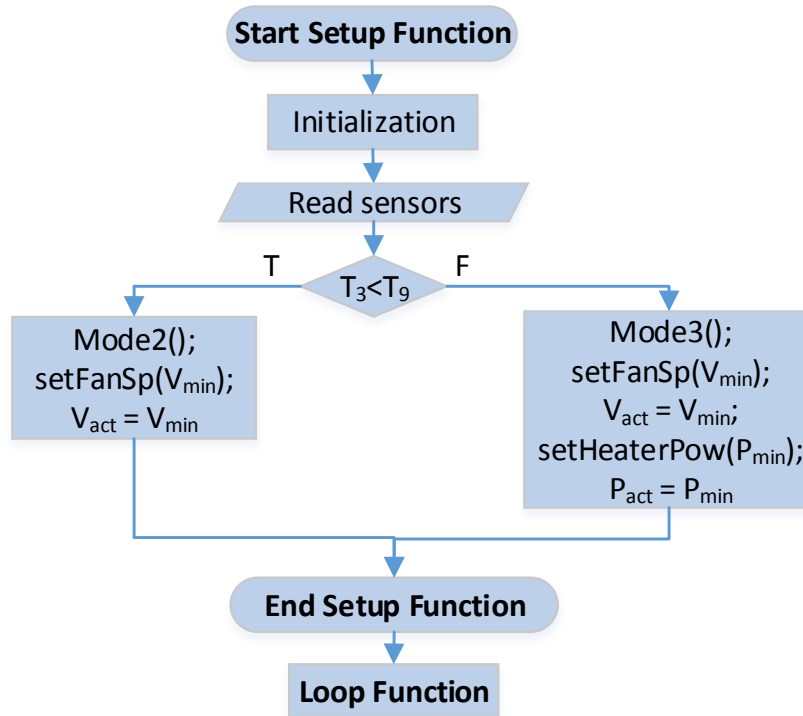 Start Setup Function
Initialization
Read sensors
T
F
T₃<T₉
Mode2();
setFanSp(Vₘᵢₙ);
Vₐcₜ = Vₘᵢₙ
Mode3();
setFanSp(Vₘᵢₙ);
Vₐcₜ = Vₘᵢₙ;
setHeaterPow(Pₘᵢₙ);
Pₐcₜ = Pₘᵢₙ
End Setup Function
Loop Function